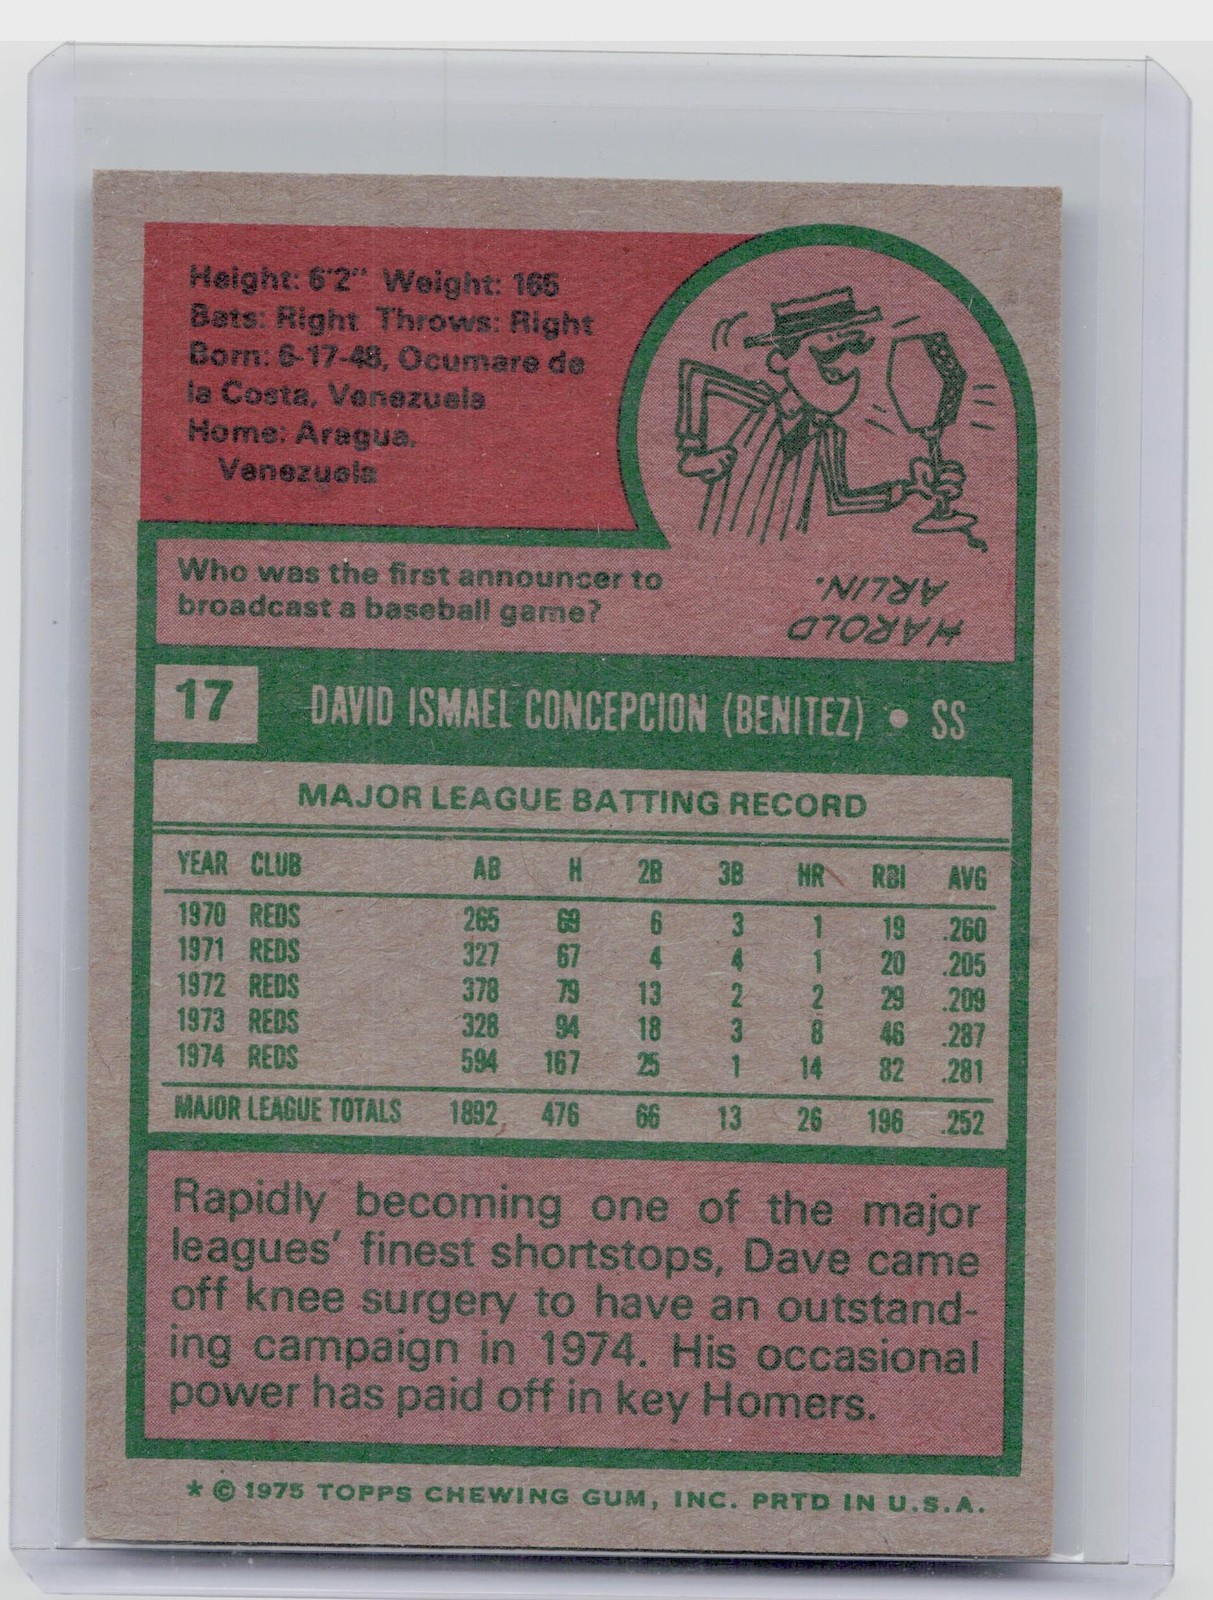 Height: 6'2" Weight: 165
Bats: Right Throws: Right
Born: 6-17-48, Ocumare de
la Costa, Venezuela
Home: Aragua,
Venezuela
Who was the first announcer to
broadcast a baseball game?
HAROLD
ARLIN.
17 DAVID ISMAEL CONCEPCION (BENITEZ) • SS
MAJOR LEAGUE BATTING RECORD
YEAR CLUB AB H 2B 3B HR RBI AVG
1970 REDS 265 69 6 3 1 19 .260
1971 REDS 327 67 4 4 1 20 .205
1972 REDS 378 79 13 2 2 29 .209
1973 REDS 328 94 18 3 8 46 .287
1974 REDS 594 167 25 1 14 82 .281
MAJOR LEAGUE TOTALS 1892 476 66 13 26 196 .252
Rapidly becoming one of the major
leagues' finest shortstops, Dave came
off knee surgery to have an outstand-
ing campaign in 1974. His occasional
power has paid off in key Homers.
* © 1975 TOPPS CHEWING GUM, INC. PRTD IN U.S.A.